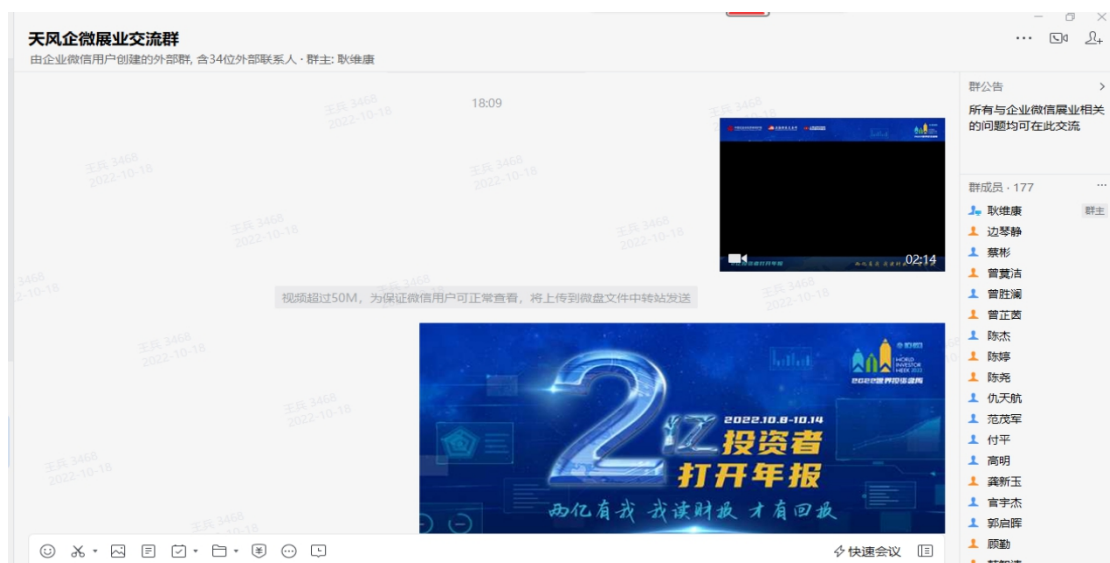 天风企微展业交流群
由企业微信用户创建的外部群, 含34位外部联系人 · 群主: 耿维康
18:09
02:14
视频超过50M，为保证微信用户可正常查看，将上传到微盘文件中转站发送
WORLD
INVESTOR
WEEK 2022
2022世界投资者周
2022.10.8-10.14
2亿投资者
打开年报
两亿有我 我读财报 才有回报
快速会议
群公告
所有与企业微信展业相关
的问题均可在此交流
群成员 · 177
耿维康 群主
边琴静
蔡彬
曾蓂洁
曾胜澜
曾芷茵
陈杰
陈婷
陈尧
仇天航
范茂军
付平
高明
龚新玉
官宇杰
郭启晖
顾勤
王兵 3468
2022-10-18